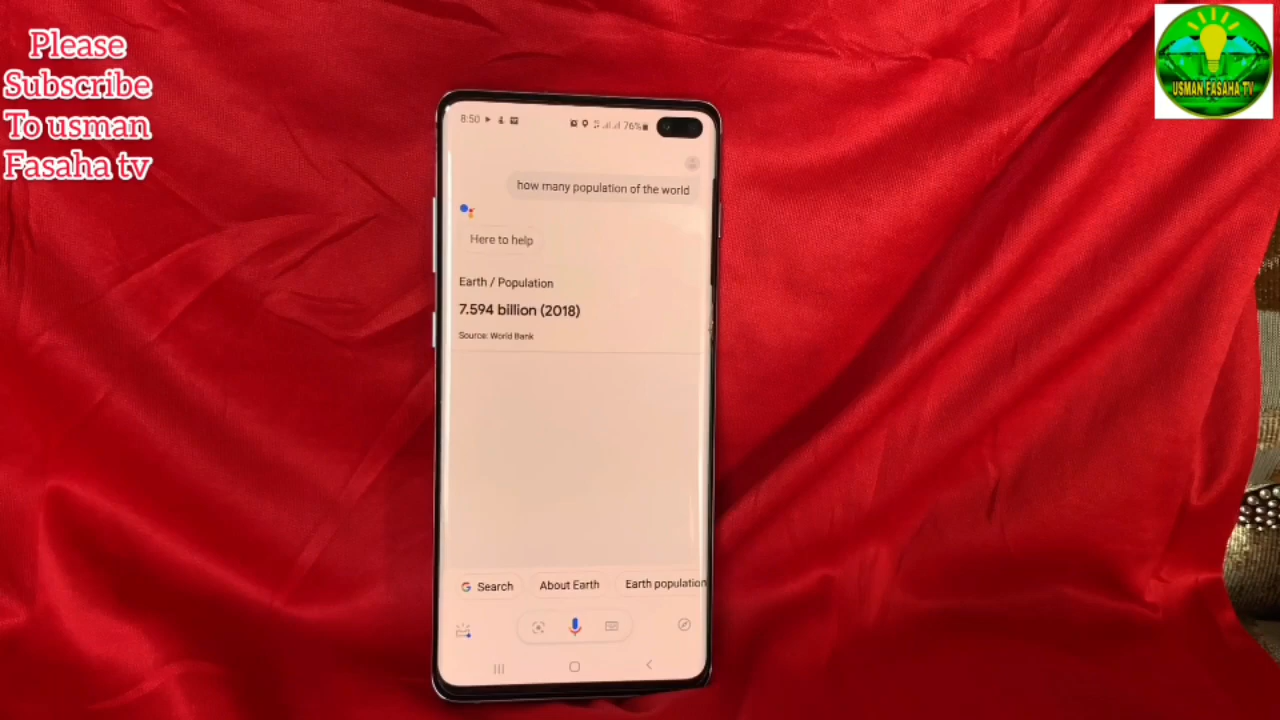 Please
Subscribe
To usman
Fasaha tv
USMAN FASAHA TV
8:50
76%
how many population of the world
Here to help
Earth / Population
7.594 billion (2018)
Source: World Bank
Search
About Earth
Earth population